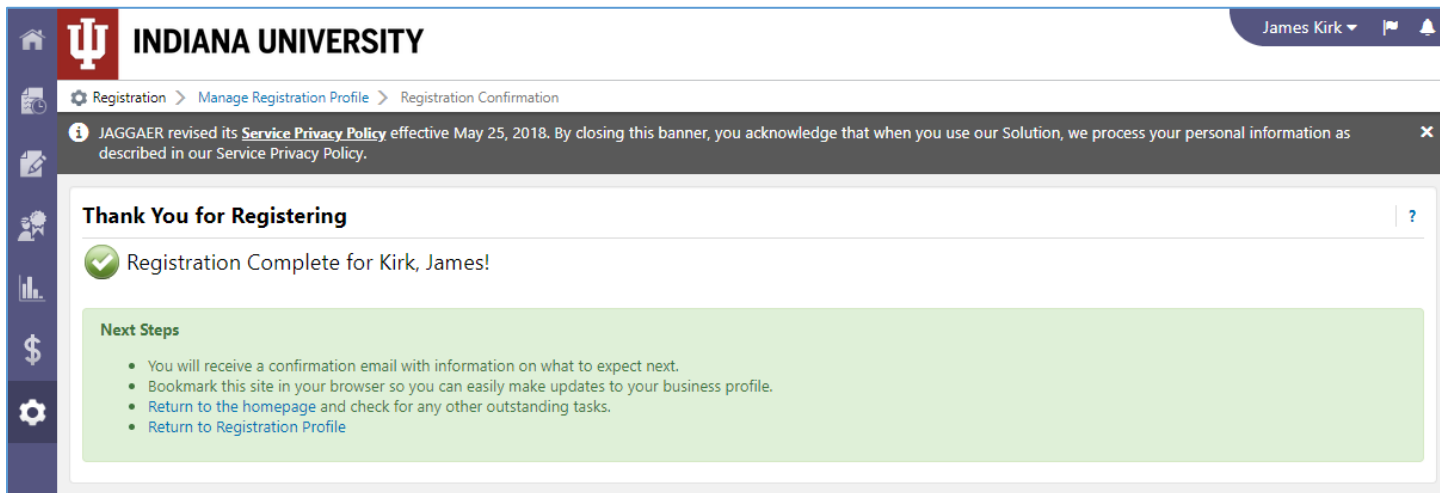 James Kirk
INDIANA UNIVERSITY
Registration > Manage Registration Profile > Registration Confirmation
JAGGAER revised its Service Privacy Policy effective May 25, 2018. By closing this banner, you acknowledge that when you use our Solution, we process your personal information as
described in our Service Privacy Policy.
Thank You for Registering
?
Registration Complete for Kirk, James!
Next Steps
• You will receive a confirmation email with information on what to expect next.
• Bookmark this site in your browser so you can easily make updates to your business profile.
• Return to the homepage and check for any other outstanding tasks.
• Return to Registration Profile